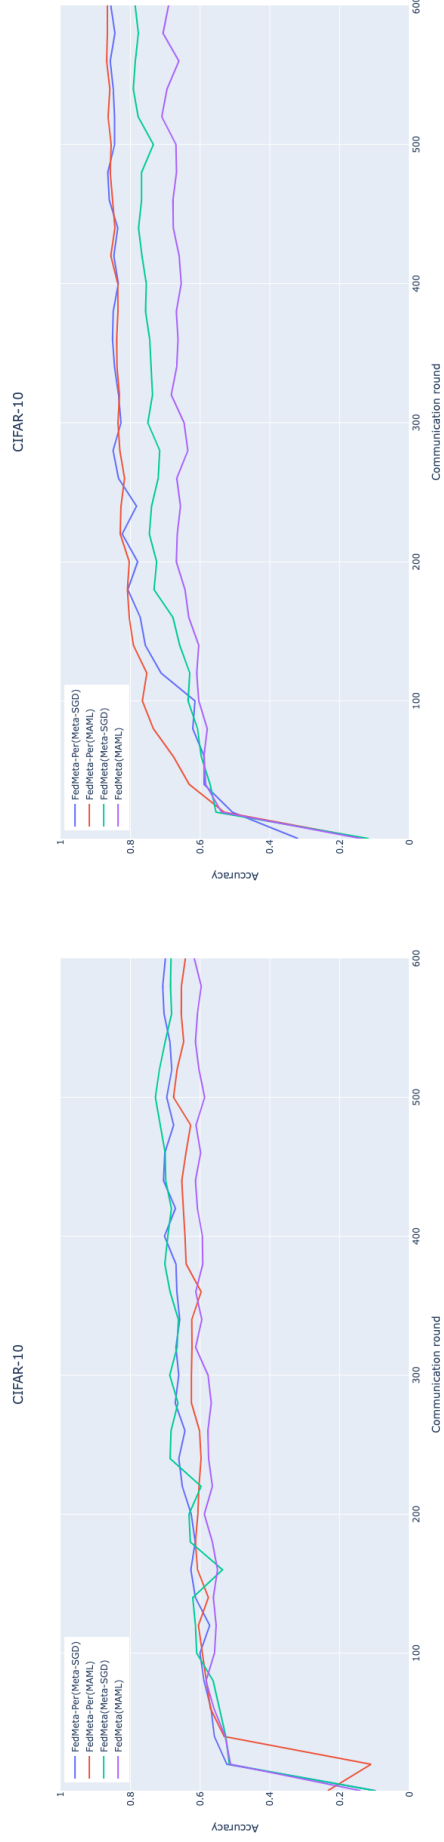 CIFAR-10
1
0.8
0.6
0.4
0.2
0
Accuracy
100
200
300
400
500
600
Communication round
FedMeta-Per(Meta-SGD)
FedMeta-Per(MAML)
FedMeta(Meta-SGD)
FedMeta(MAML)
CIFAR-10
1
0.8
0.6
0.4
0.2
0
Accuracy
100
200
300
400
500
600
Communication round
FedMeta-Per(Meta-SGD)
FedMeta-Per(MAML)
FedMeta(Meta-SGD)
FedMeta(MAML)